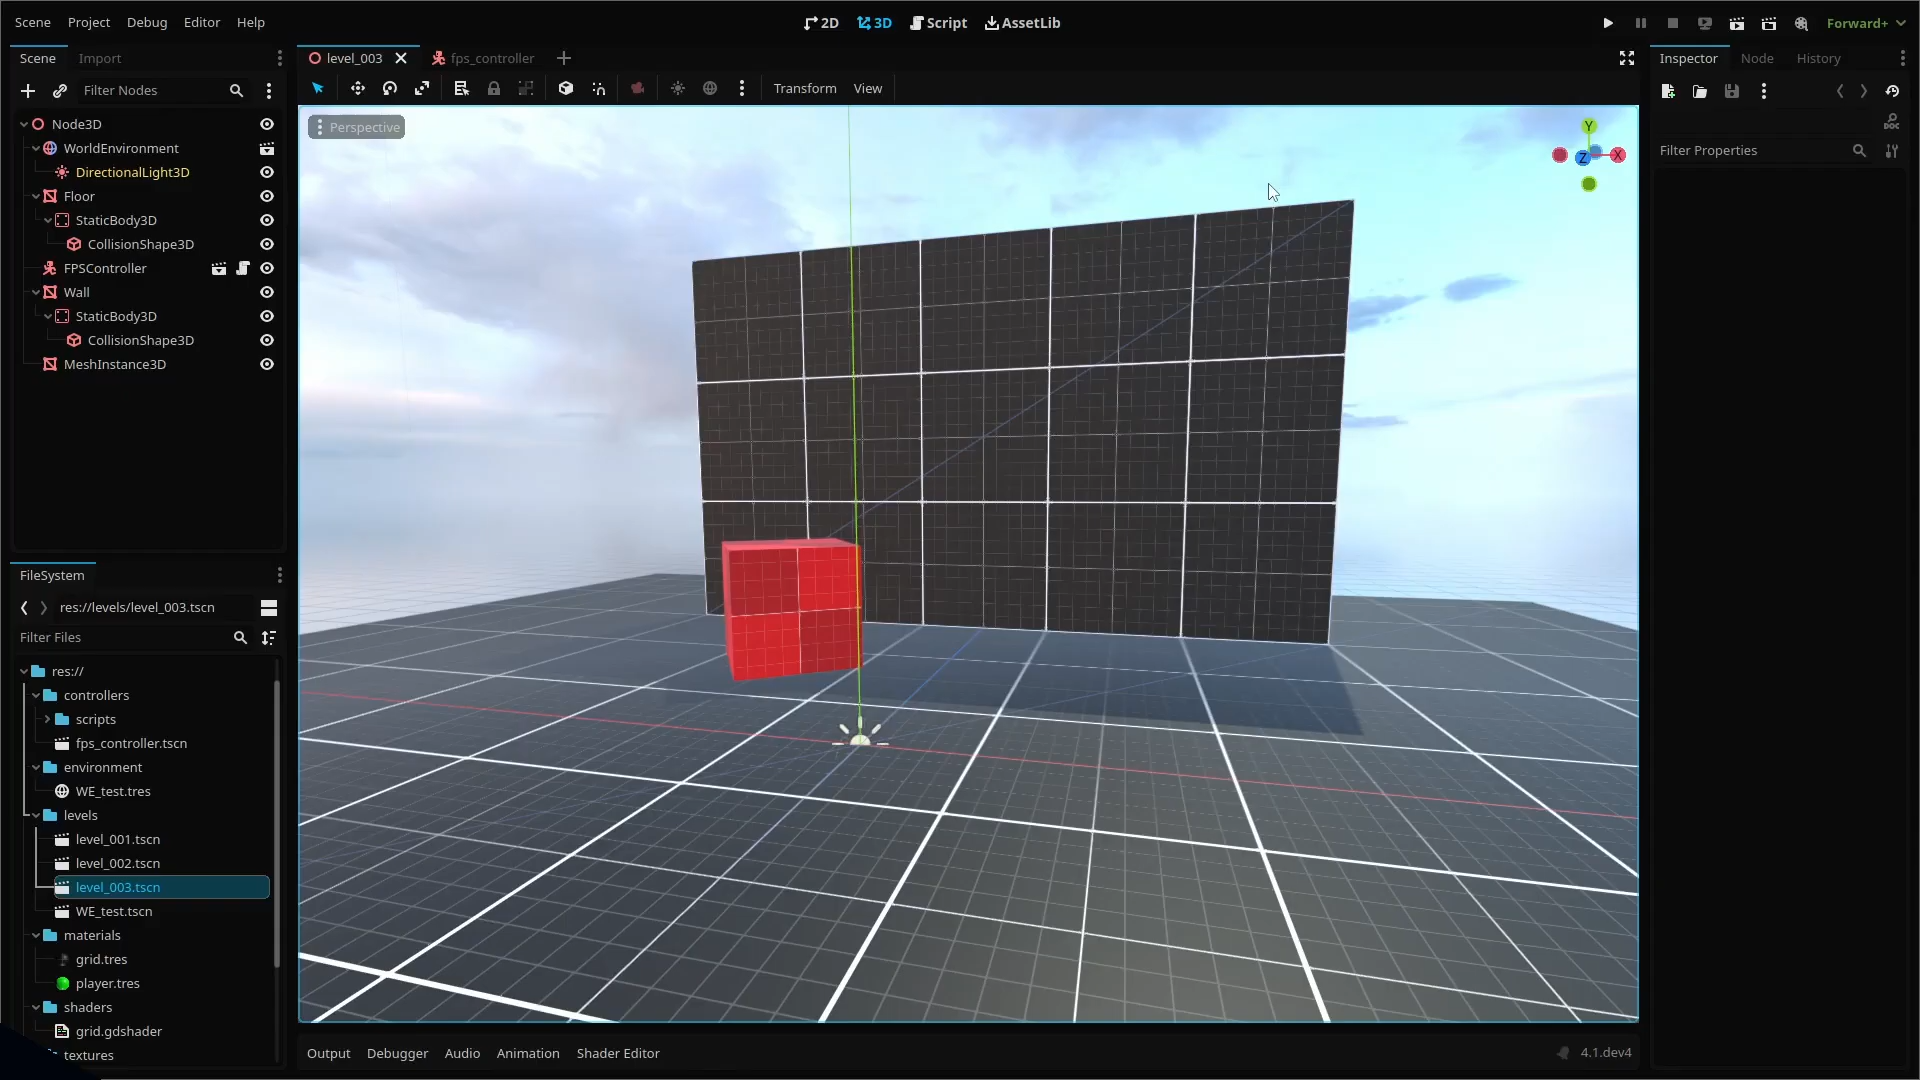 Scene Project Debug Editor Help
2D 3D Script AssetLib
Forward+
Scene Import
Filter Nodes
Node3D
WorldEnvironment
DirectionalLight3D
Floor
StaticBody3D
CollisionShape3D
FPSController
Wall
StaticBody3D
CollisionShape3D
MeshInstance3D
FileSystem
res://levels/level_003.tscn
Filter Files
res://
controllers
scripts
fps_controller.tscn
environment
WE_test.tres
levels
level_001.tscn
level_002.tscn
level_003.tscn
WE_test.tscn
materials
grid.tres
player.tres
shaders
grid.gdshader
textures
level_003 fps_controller
Transform View
Perspective
Y
Z X
Output Debugger Audio Animation Shader Editor
4.1.dev4
Inspector Node History
DOC
Filter Properties